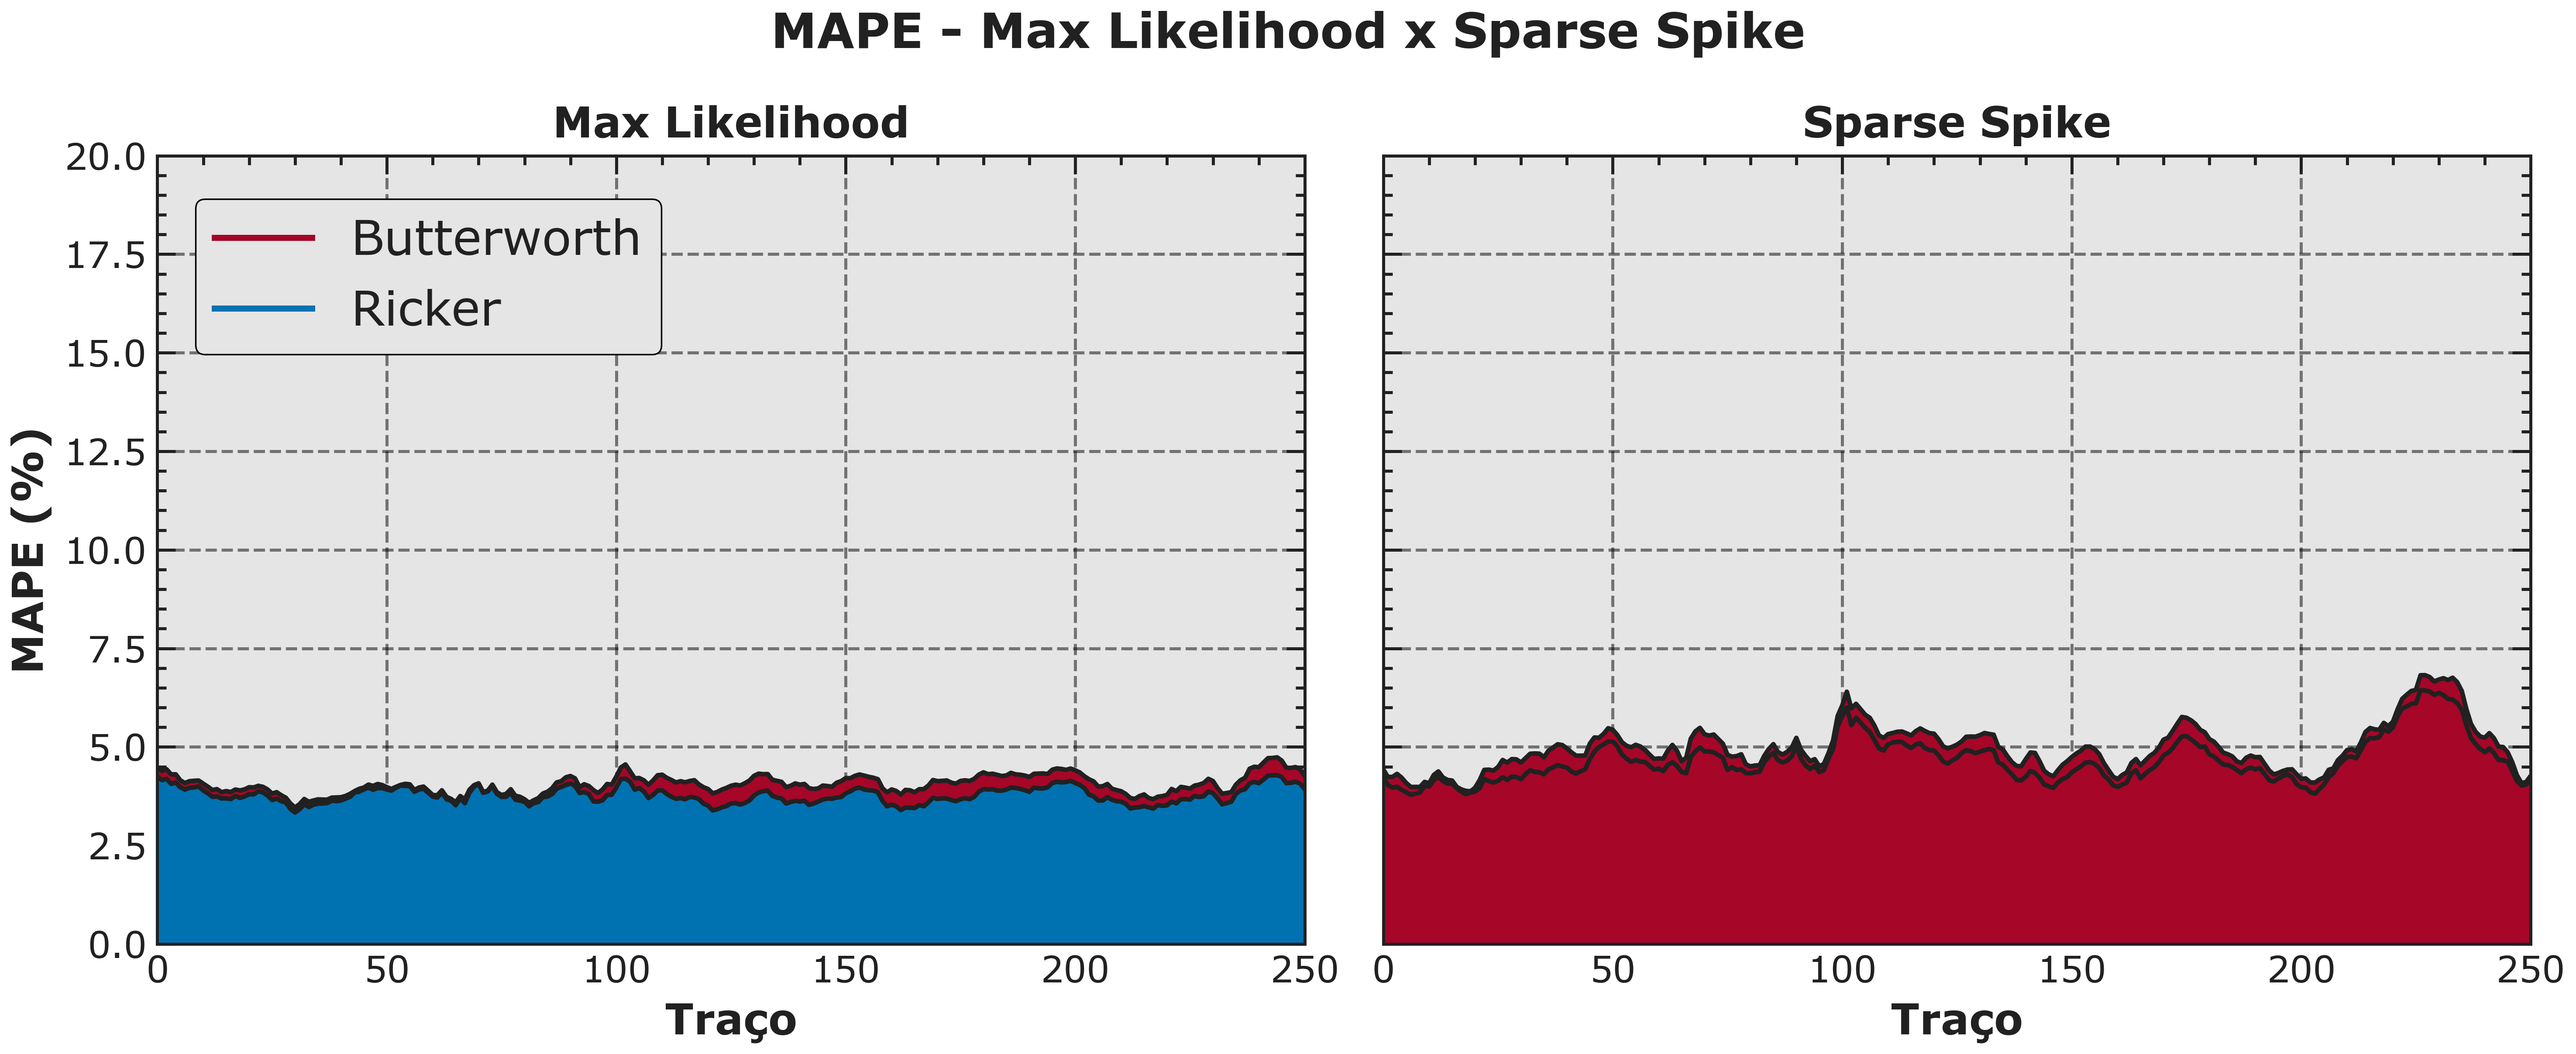 MAPE - Max Likelihood x Sparse Spike
Max Likelihood
Sparse Spike
20.0
17.5
15.0
12.5
10.0
7.5
5.0
2.5
0.0
MAPE (%)
Butterworth
Ricker
0 50 100 150 200 250
0 50 100 150 200 250
Traço
Traço